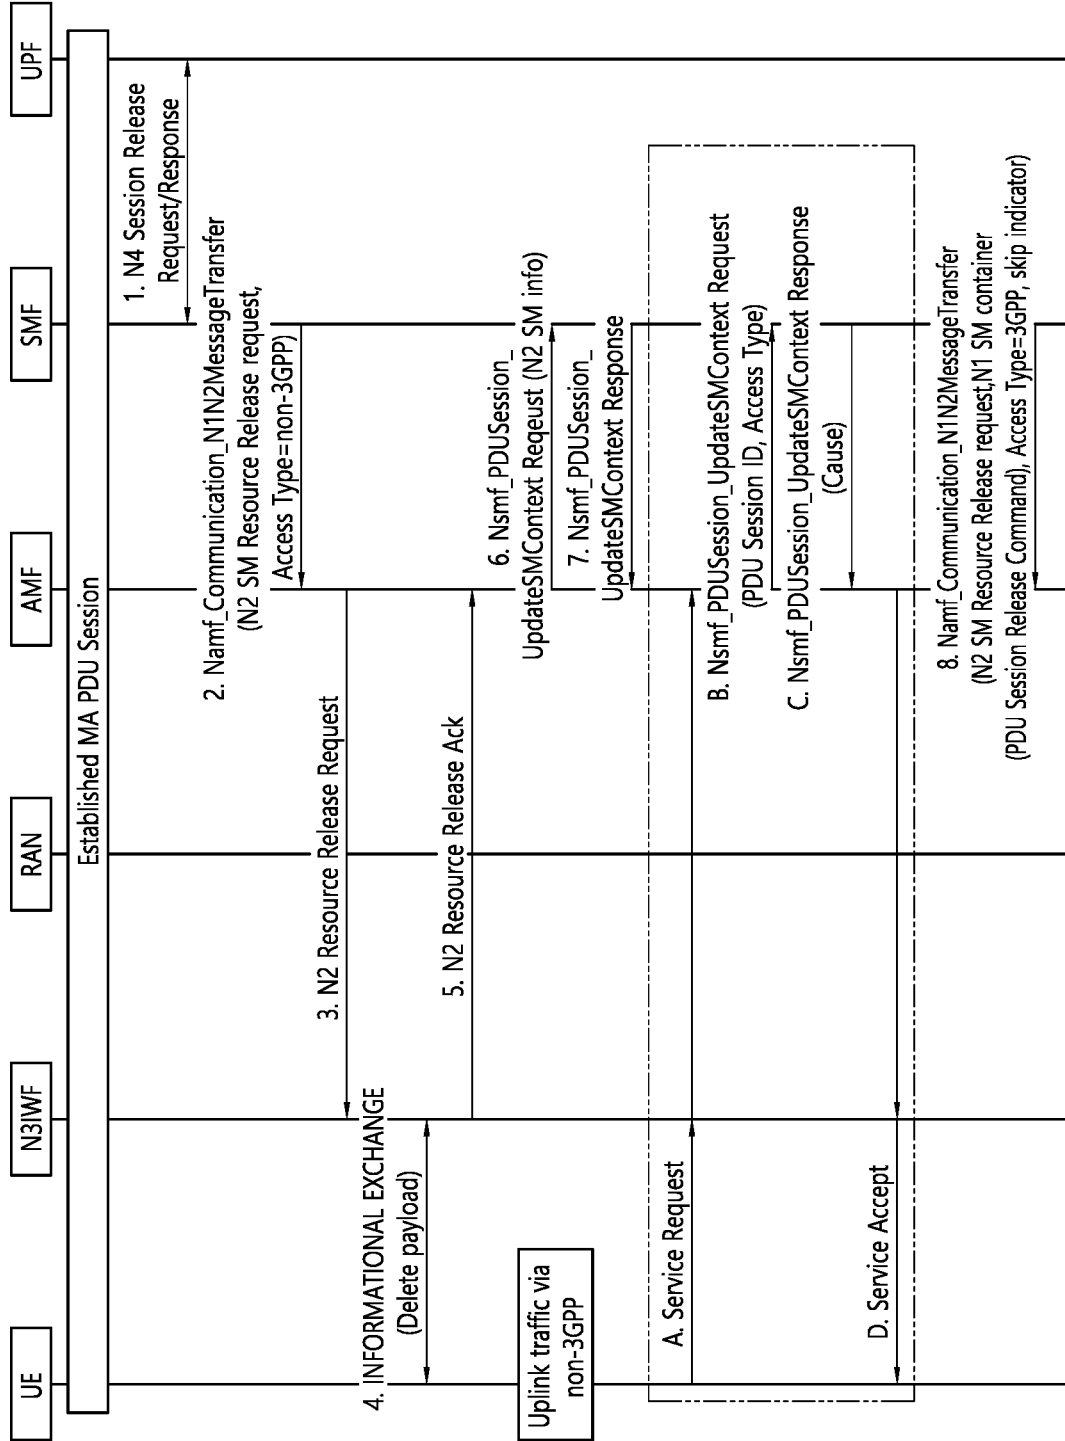 UE
N3IWF
RAN
AMF
SMF
UPF
Established MA PDU Session
1. N4 Session Release
Request/Response
2. Namf_Communication_N1N2MessageTransfer
(N2 SM Resource Release request,
Access Type=non-3GPP)
3. N2 Resource Release Request
4. INFORMATIONAL EXCHANGE
(Delete payload)
5. N2 Resource Release Ack
6. Nsmf_PDUSession_
UpdateSMContext Reqeust (N2 SM info)
Uplink traffic via
non-3GPP
7. Nsmf_PDUSession_
UpdateSMContext Response
A. Service Request
B. Nsmf_PDUSession_UpdateSMContext Request
(PDU Session ID, Access Type)
C. Nsmf_PDUSession_UpdateSMContext Response
(Cause)
D. Service Accept
8. Namf_Communication_N1N2MessageTransfer
(N2 SM Resource Release request,N1 SM container
(PDU Session Release Command), Access Type=3GPP, skip indicator)